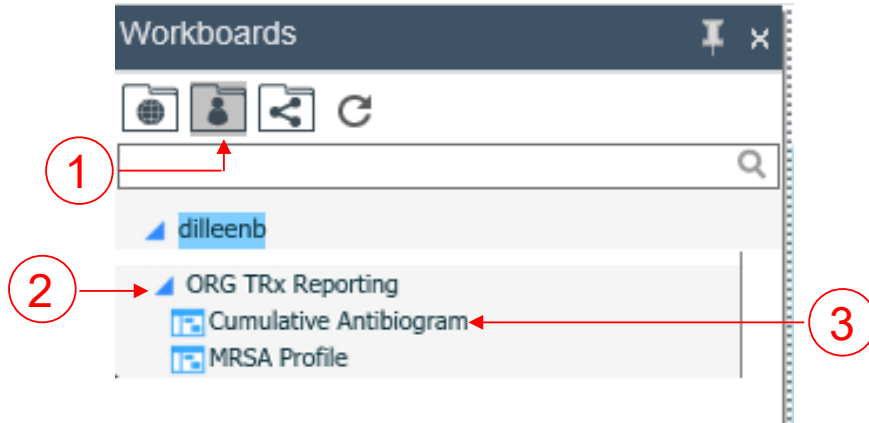 Workboards
1
dilleenb
2
ORG TRx Reporting
Cumulative Antibiogram
3
MRSA Profile